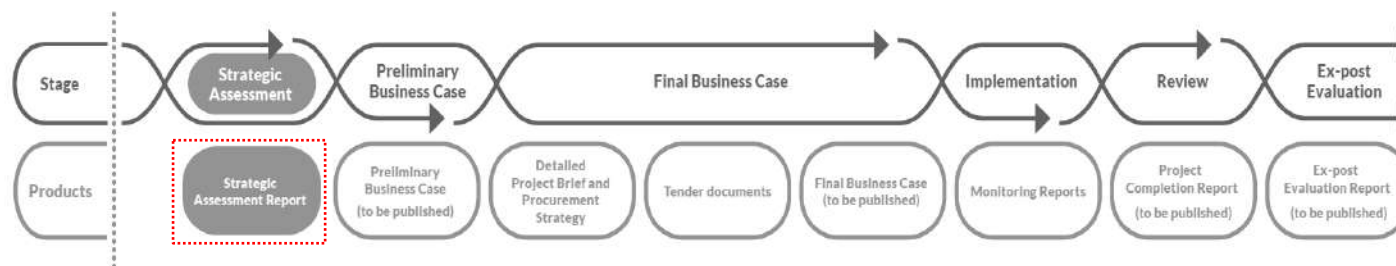 Stage
Strategic
Assessment
Preliminary
Business Case
Final Business Case
Implementation
Review
Ex-post
Evaluation
Products
Strategic
Assessment Report
Preliminary
Business Case
(to be published)
Detailed
Project Brief and
Procurement
Strategy
Tender documents
Final Business Case
(to be published)
Monitoring Reports
Project
Completion Report
(to be published)
Ex-post
Evaluation Report
(to be published)